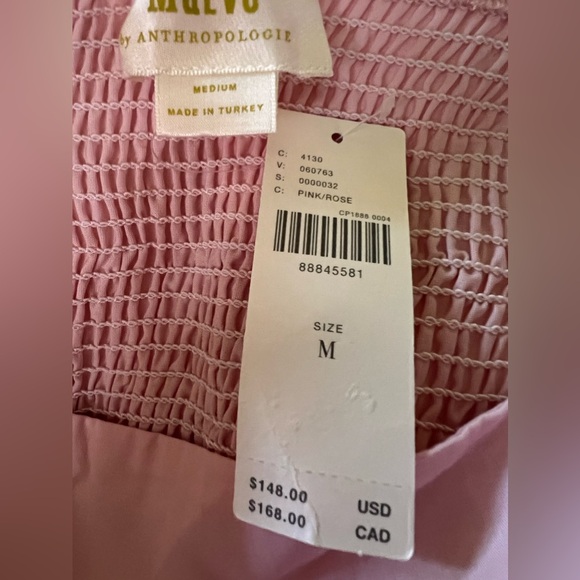 by ANTHROPOLOGIE
MEDIUM
MADE IN TURKEY
C: 4130
V: 060763
S: 0000032
C: PINK/ROSE
CP1888 0004
88845581
SIZE
M
$148.00 USD
$168.00 CAD